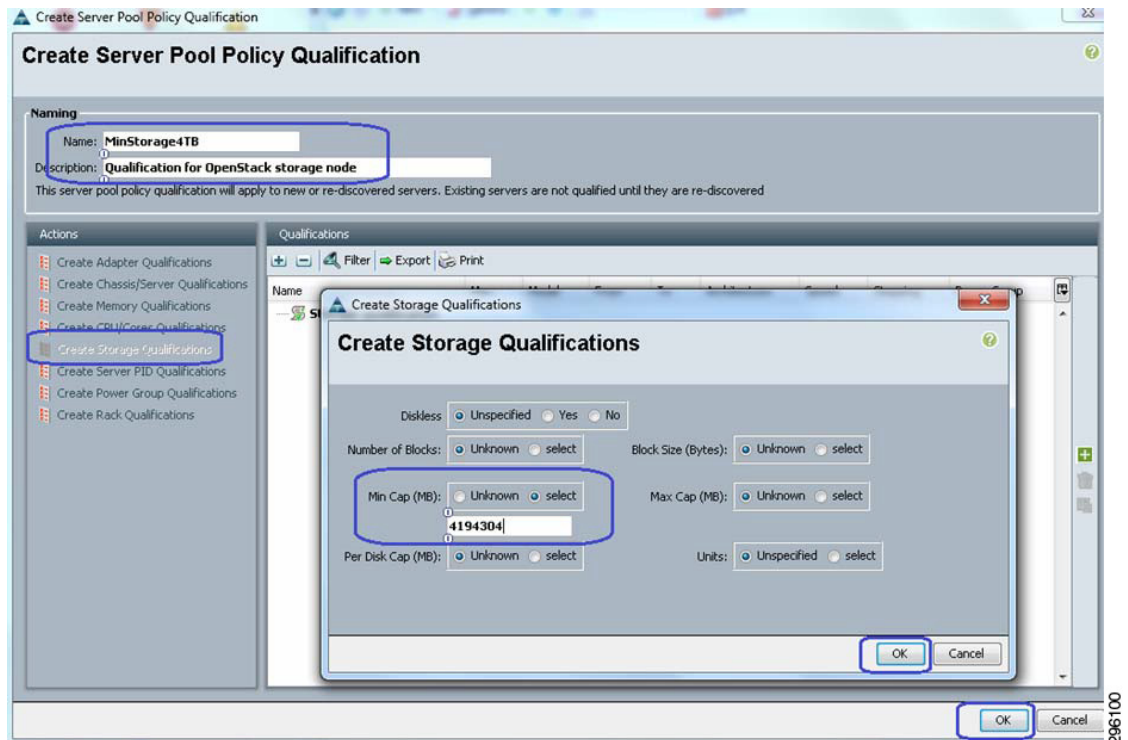 Create Server Pool Policy Qualification
Create Server Pool Policy Qualification
Naming
Name: MinStorage4TB
Description: Qualification for OpenStack storage node
This server pool policy qualification will apply to new or re-discovered servers. Existing servers are not qualified until they are re-discovered
Actions
Create Adapter Qualifications
Create Chassis/Server Qualifications
Create Memory Qualifications
Create CPU/Cores Qualifications
Create Storage Qualifications
Create Server PID Qualifications
Create Power Group Qualifications
Create Rack Qualifications
Qualifications
Filter Export Print
Name
Create Storage Qualifications
Create Storage Qualifications
Diskless Unspecified Yes No
Number of Blocks: Unknown select Block Size (Bytes): Unknown select
Min Cap (MB): Unknown select Max Cap (MB): Unknown select
4194304
Per Disk Cap (MB): Unknown select Units: Unspecified select
OK Cancel
OK Cancel
296100